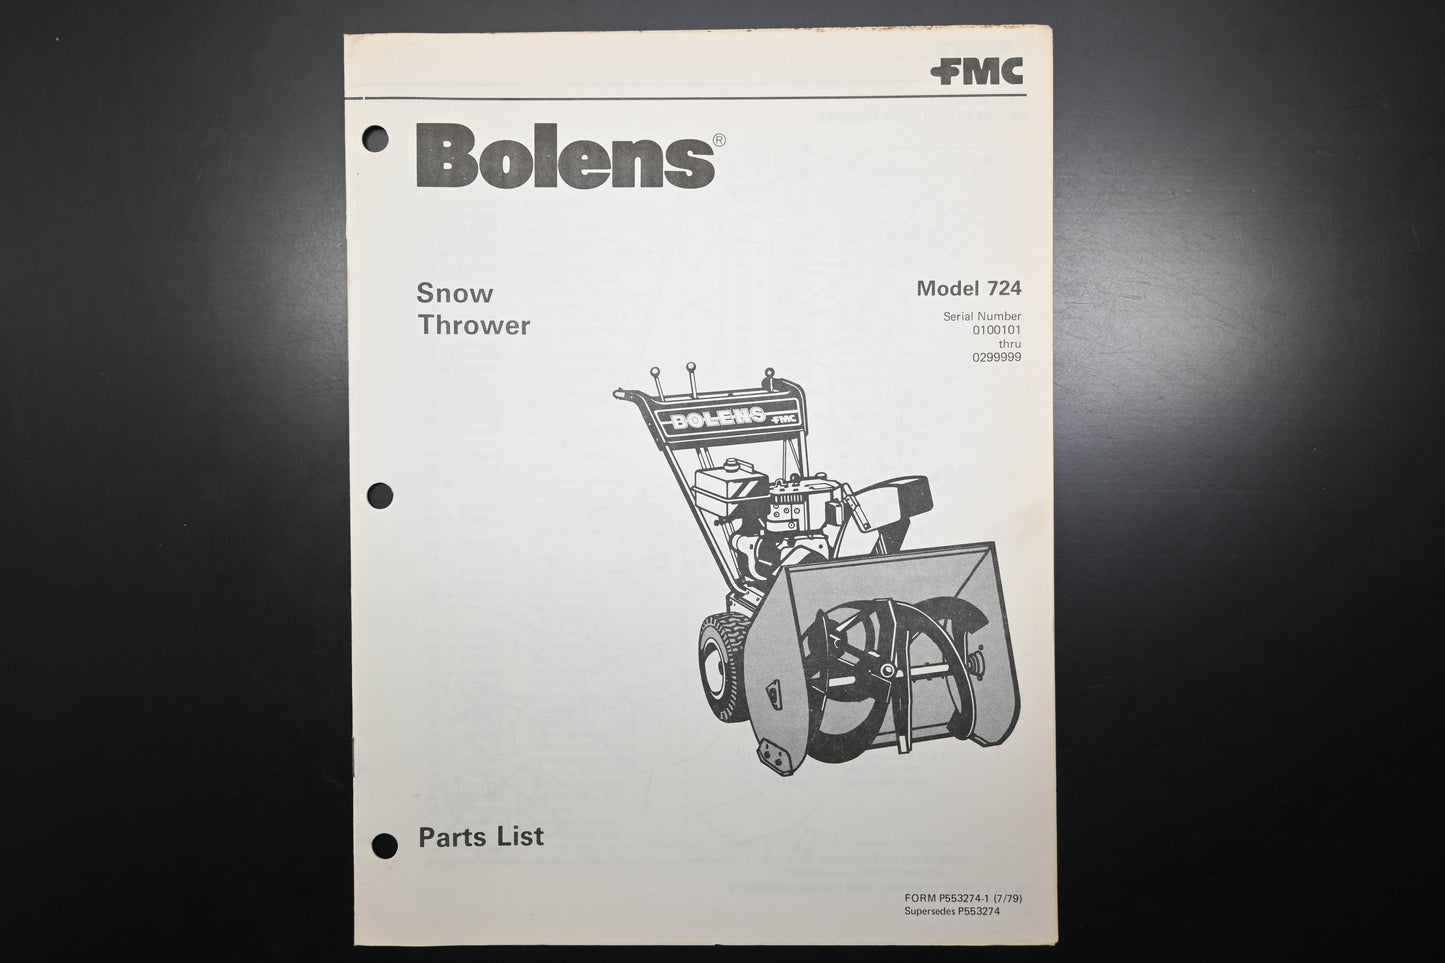 FMC
Bolens®
Snow
Thrower
Model 724
Serial Number
0100101
thru
0299999
BOLENS FMC
Parts List
FORM P553274-1 (7/79)
Supersedes P553274